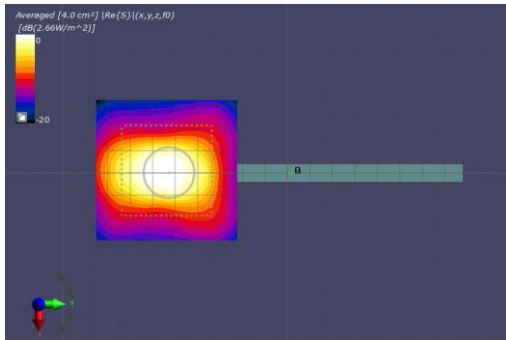 Averaged [4.0 cm²] |Re{S}|(x,y,z,f0)
[dB(2.66W/m^2)]
0
-20